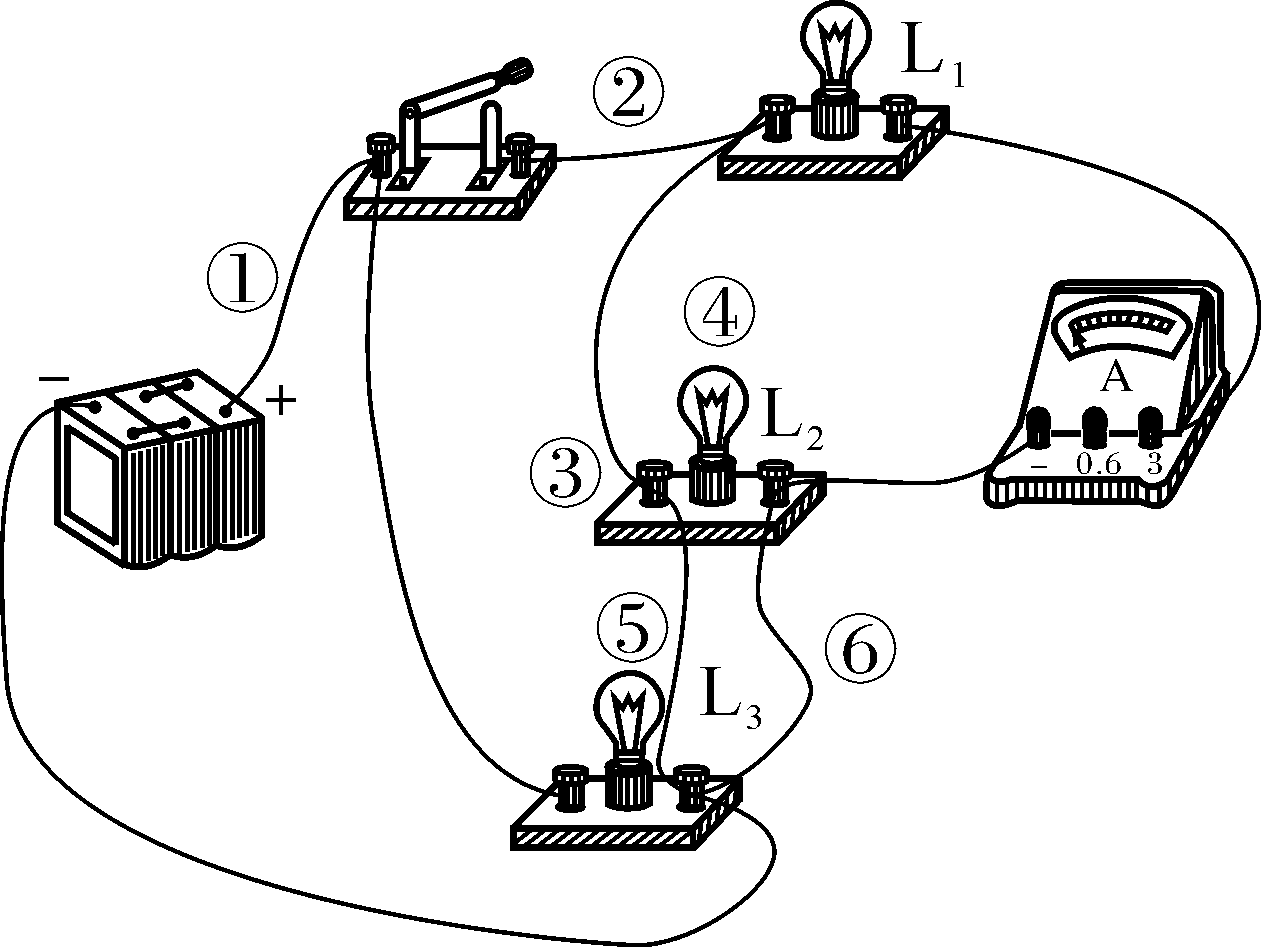 L₁
②
①
④
−
+
A
L₂
③
− 0.6 3
⑤
⑥
L₃